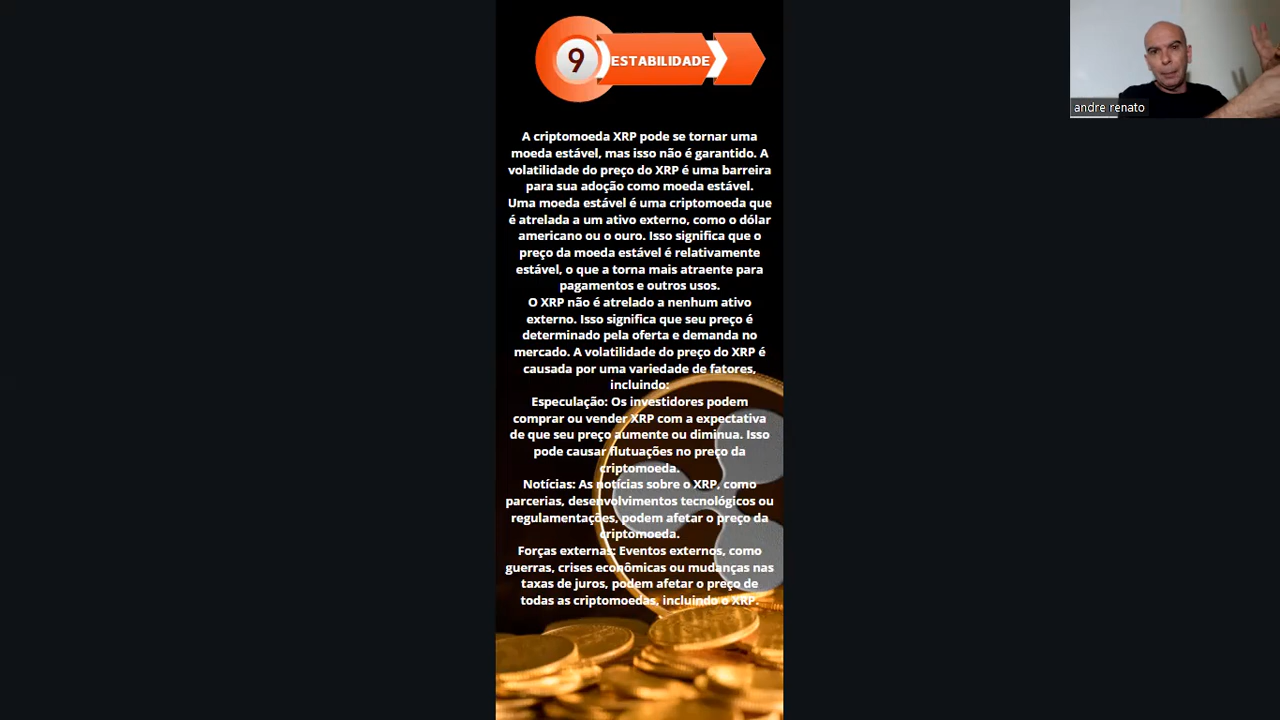 9
ESTABILIDADE
andre renato
A criptomoeda XRP pode se tornar uma
moeda estável, mas isso não é garantido. A
volatilidade do preço do XRP é uma barreira
para sua adoção como moeda estável.
Uma moeda estável é uma criptomoeda que
é atrelada a um ativo externo, como o dólar
americano ou o ouro. Isso significa que o
preço da moeda estável é relativamente
estável, o que a torna mais atraente para
pagamentos e outros usos.
O XRP não é atrelado a nenhum ativo
externo. Isso significa que seu preço é
determinado pela oferta e demanda no
mercado. A volatilidade do preço do XRP é
causada por uma variedade de fatores,
incluindo:
Especulação: Os investidores podem
comprar ou vender XRP com a expectativa
de que seu preço aumente ou diminua. Isso
pode causar flutuações no preço da
criptomoeda.
Notícias: As notícias sobre o XRP, como
parcerias, desenvolvimentos tecnológicos ou
regulamentações, podem afetar o preço da
criptomoeda.
Forças externas: Eventos externos, como
guerras, crises econômicas ou mudanças nas
taxas de juros, podem afetar o preço de
todas as criptomoedas, incluindo o XRP.